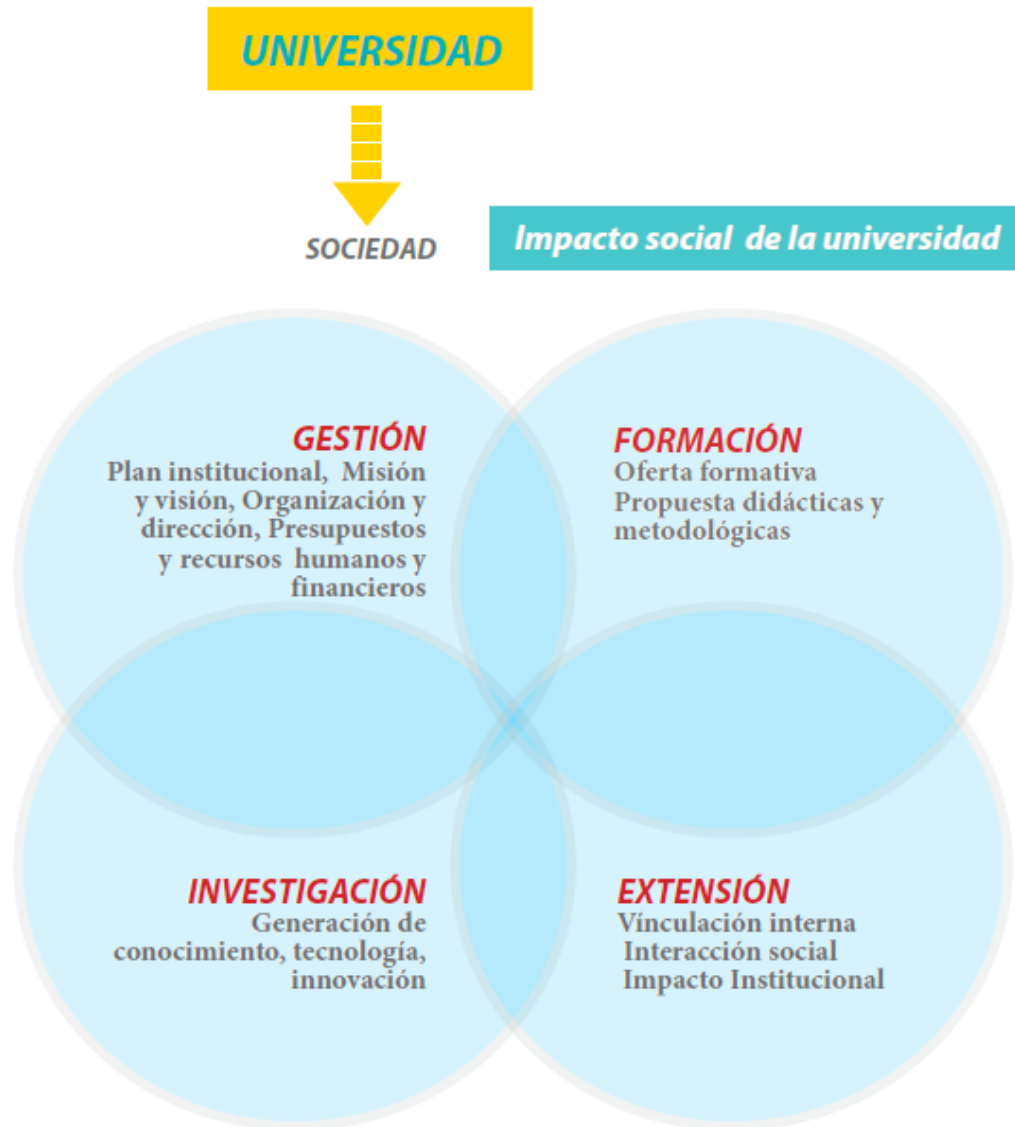 UNIVERSIDAD
SOCIEDAD
Impacto social de la universidad
GESTIÓN
Plan institucional, Misión
y visión, Organización y
dirección, Presupuestos
y recursos humanos y
financieros
FORMACIÓN
Oferta formativa
Propuesta didácticas y
metodológicas
INVESTIGACIÓN
Generación de
conocimiento, tecnología,
innovación
EXTENSIÓN
Vínculación interna
Interacción social
Impacto Institucional